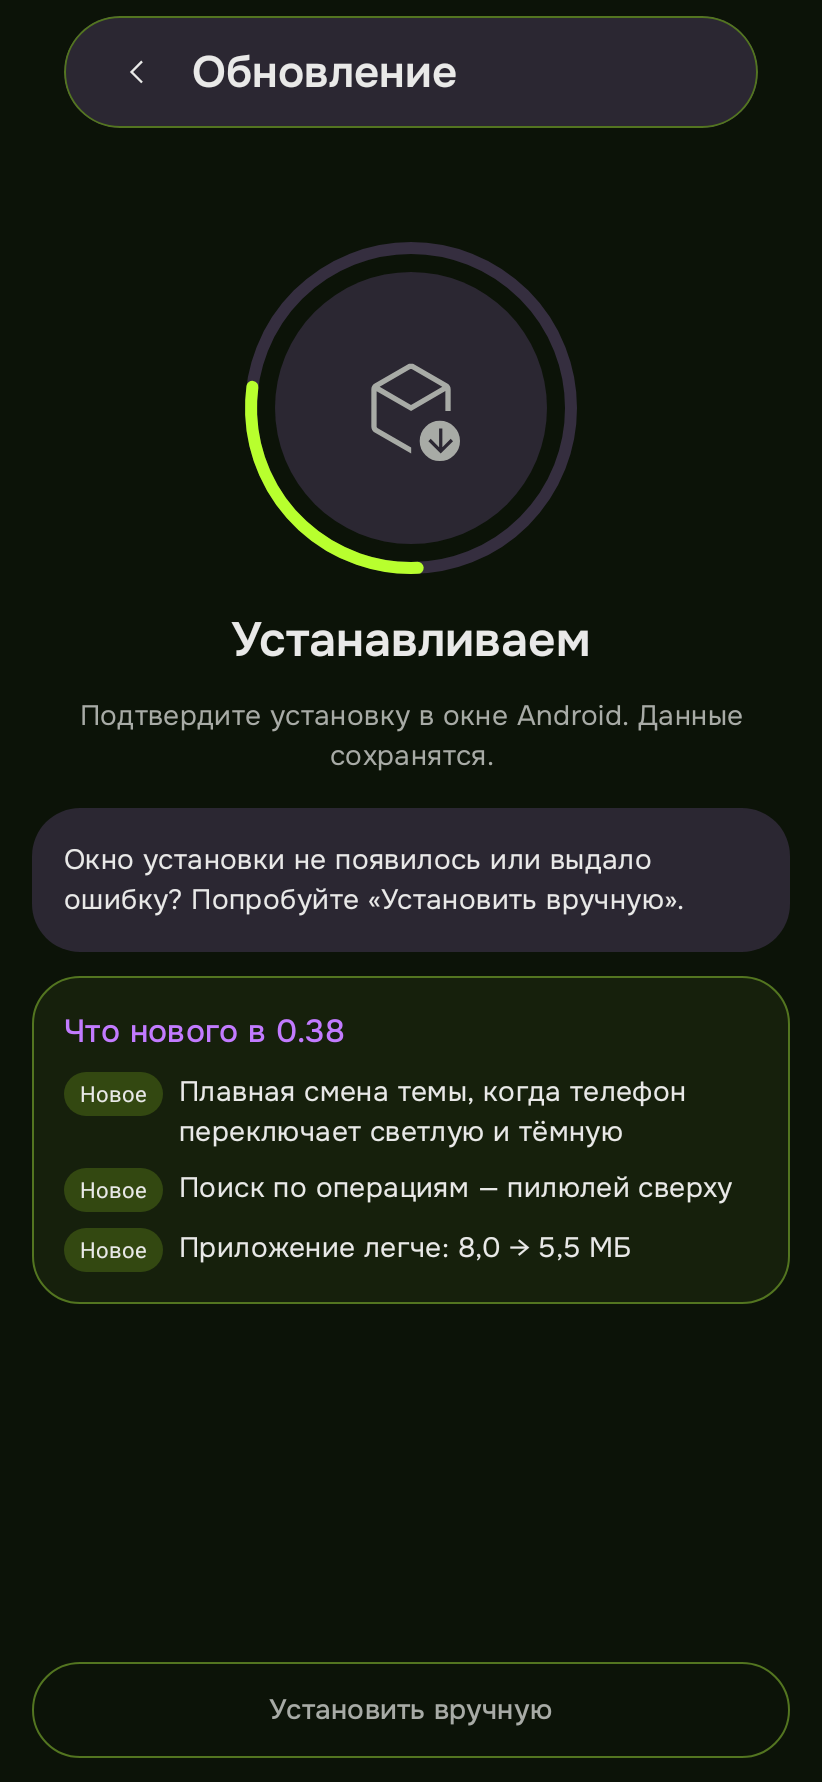 Обновление
Устанавливаем
Подтвердите установку в окне Android. Данные
сохранятся.
Окно установки не появилось или выдало
ошибку? Попробуйте «Установить вручную».
Что нового в 0.38
Новое Плавная смена темы, когда телефон
переключает светлую и тёмную
Новое Поиск по операциям — пилюлей сверху
Новое Приложение легче: 8,0 → 5,5 МБ
Установить вручную